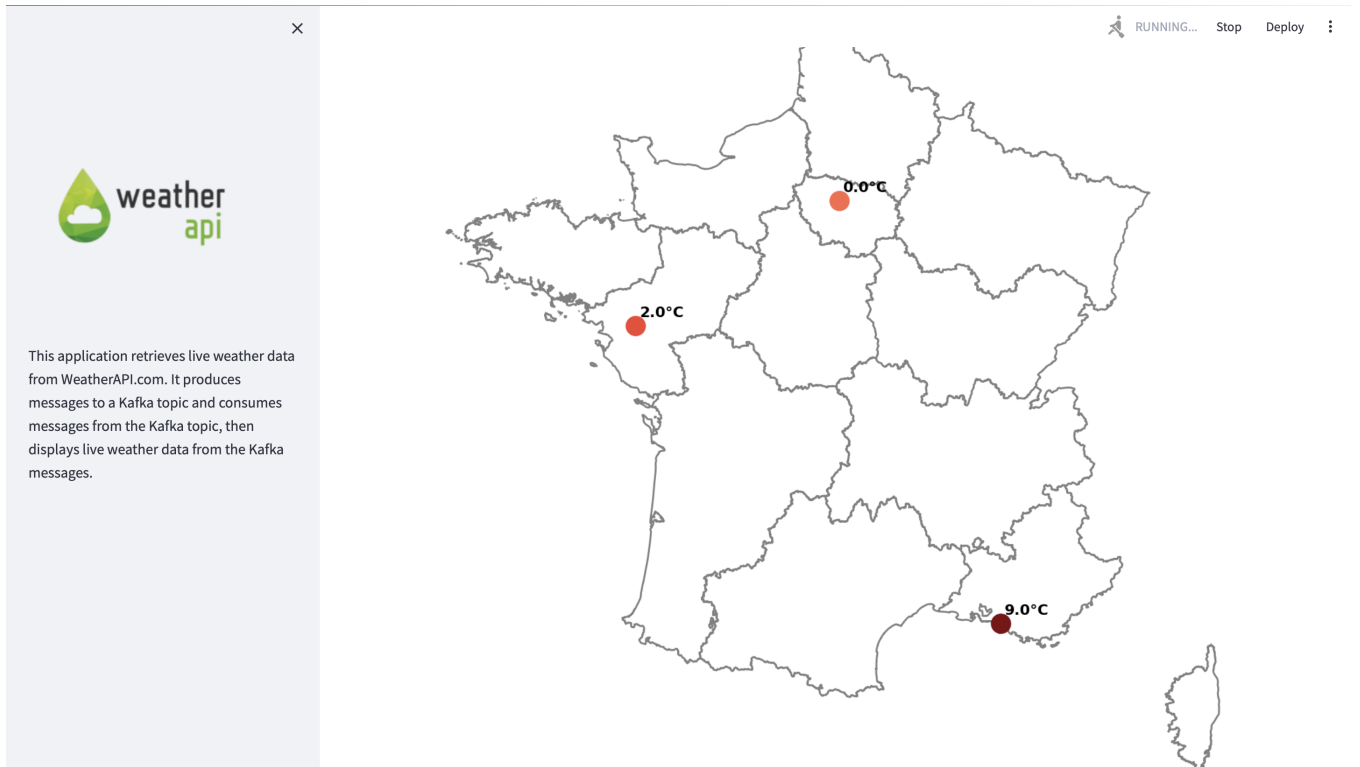 RUNNING...
Stop
Deploy
weather
api
This application retrieves live weather data
from WeatherAPI.com. It produces
messages to a Kafka topic and consumes
messages from the Kafka topic, then
displays live weather data from the Kafka
messages.
0.0°C
2.0°C
9.0°C